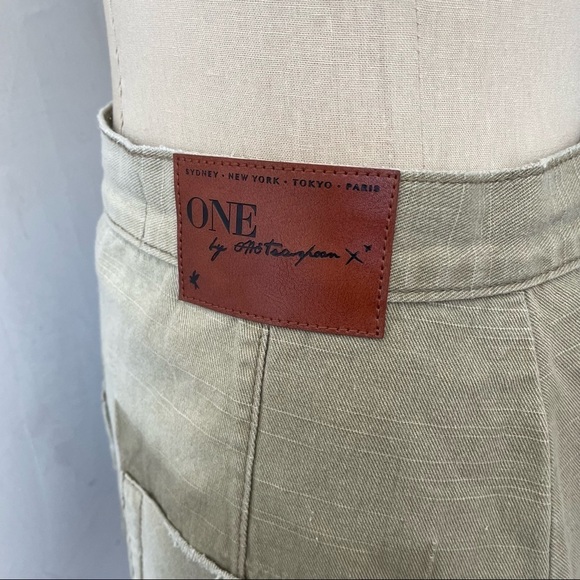 SYDNEY · NEW YORK · TOKYO · PARIS
ONE
by oneteaspoon X x